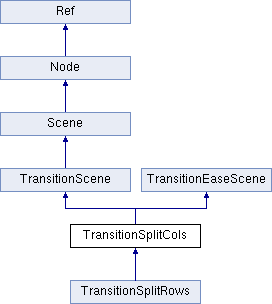 Ref
Node
Scene
TransitionScene
TransitionEaseScene
TransitionSplitCols
TransitionSplitRows